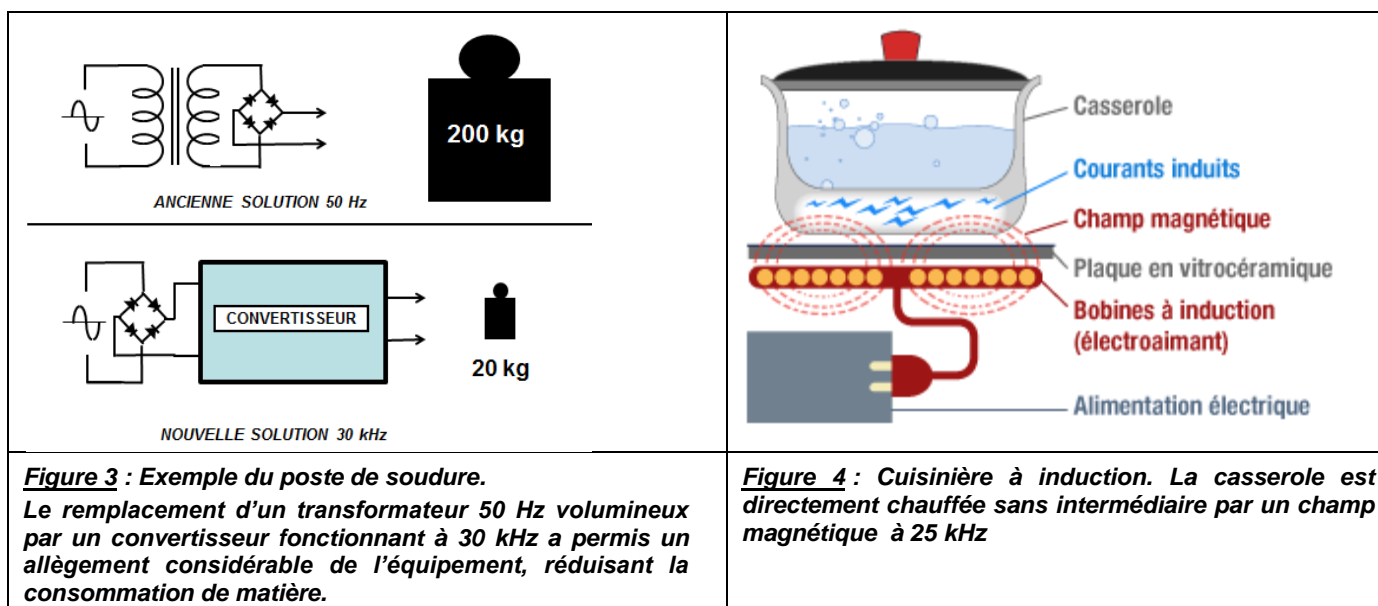 200 kg
ANCIENNE SOLUTION 50 Hz
CONVERTISSEUR
20 kg
NOUVELLE SOLUTION 30 kHz
Casserole
Courants induits
Champ magnétique
Plaque en vitrocéramique
Bobines à induction
(électroaimant)
Alimentation électrique
Figure 3 : Exemple du poste de soudure.
Le remplacement d’un transformateur 50 Hz volumineux
par un convertisseur fonctionnant à 30 kHz a permis un
allègement considérable de l’équipement, réduisant la
consommation de matière.
Figure 4 : Cuisinière à induction. La casserole est
directement chauffée sans intermédiaire par un champ
magnétique à 25 kHz